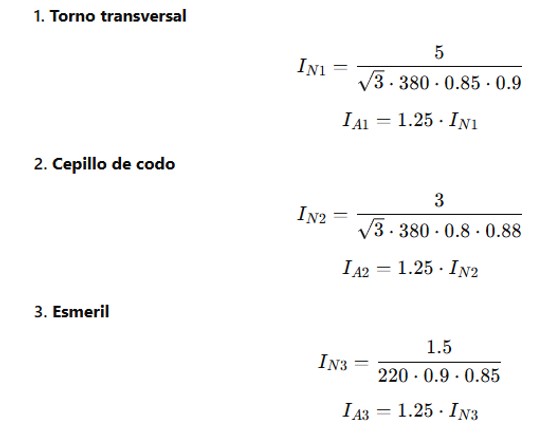 1. Torno transversal
I_{N1} = \frac{5}{\sqrt{3} \cdot 380 \cdot 0.85 \cdot 0.9}
I_{A1} = 1.25 \cdot I_{N1}
2. Cepillo de codo
I_{N2} = \frac{3}{\sqrt{3} \cdot 380 \cdot 0.8 \cdot 0.88}
I_{A2} = 1.25 \cdot I_{N2}
3. Esmeril
I_{N3} = \frac{1.5}{220 \cdot 0.9 \cdot 0.85}
I_{A3} = 1.25 \cdot I_{N3}